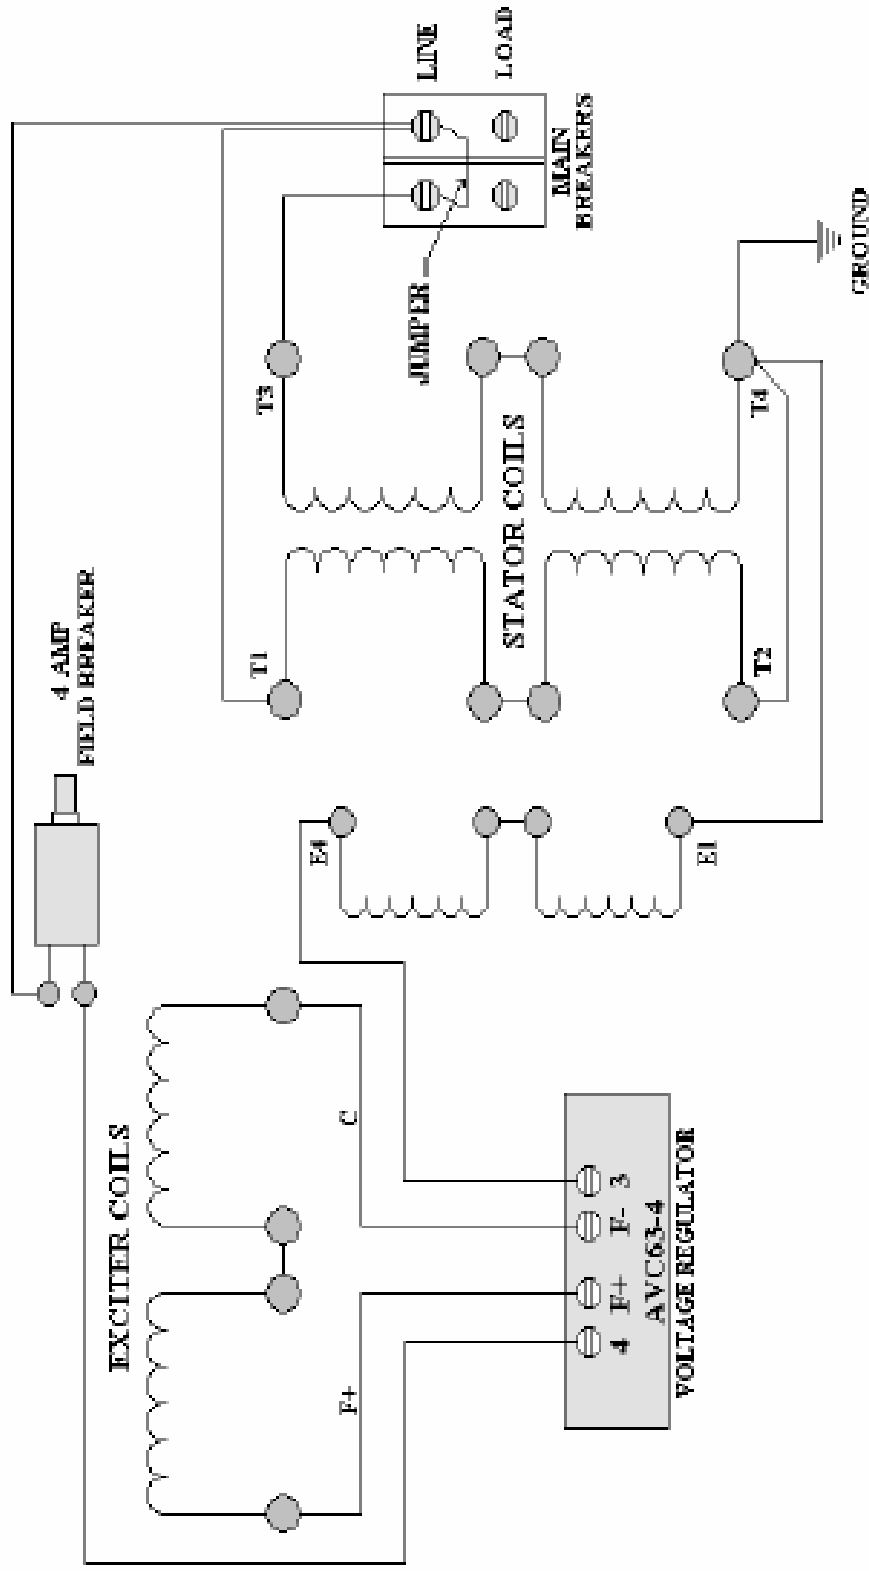 4 AMP
FIELD BREAKER
EXCITER COILS
F+
C
4
F+
F-
3
AVC63-4
VOLTAGE REGULATOR
E4
E1
T1
T3
STATOR COILS
T2
T4
JUMPER
LINE
LOAD
MAIN
BREAKERS
GROUND